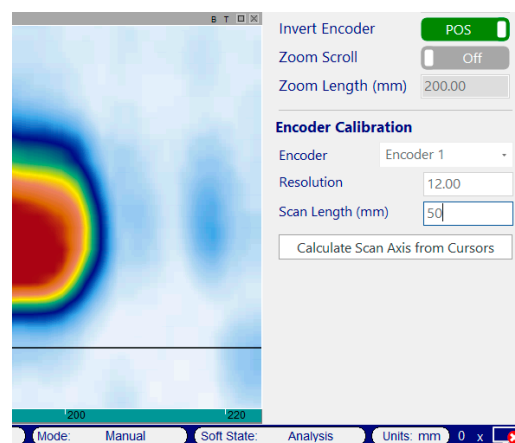 B T
Invert Encoder POS
Zoom Scroll Off
Zoom Length (mm) 200.00
Encoder Calibration
Encoder Encoder 1
Resolution 12.00
Scan Length (mm) 50
Calculate Scan Axis from Cursors
200 220
Mode: Manual Soft State: Analysis Units: mm 0 x